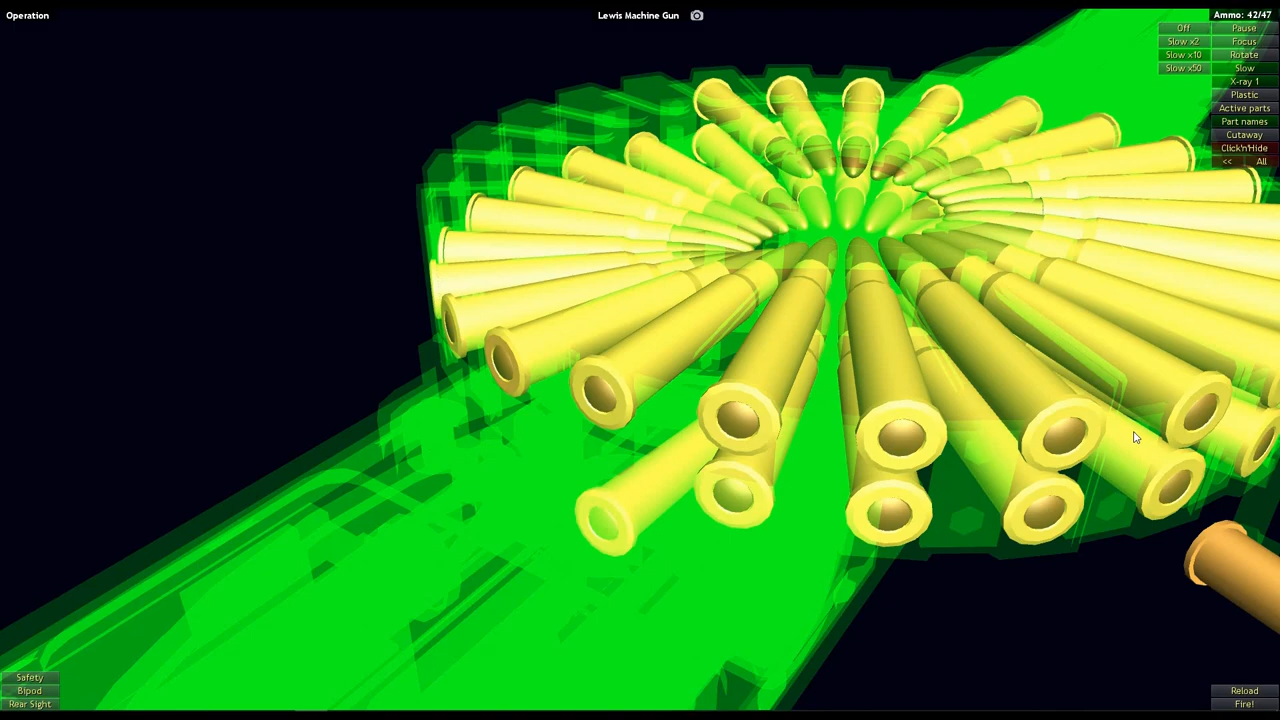 Operation
Lewis Machine Gun
Ammo: 42/47
Off
Pause
Slow x2
Focus
Slow x10
Rotate
Slow x50
Slow
X-ray 1
Plastic
Active parts
Part names
Cutaway
Click'n'Hide
<< All
Safety
Bipod
Rear Sight
Reload
Fire!